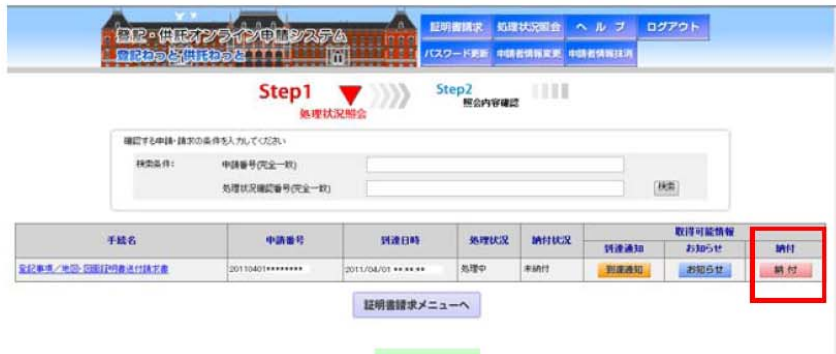 登記・供託オンライン申請システム
登記ねっと 供託ねっと
証明書請求 処理状況照会 ヘルプ ログアウト
パスワード更新 申請者情報変更 申請者情報抹消
Step1
処理状況照会
Step2
照会内容確認
確認する申請・請求の条件を入力してください
検索条件: 申請番号(完全一致)
処理状況確認番号(完全一致) 検索
手続名 申請番号 到達日時 処理状況 納付状況 取得可能情報
到達通知 お知らせ 納付
登記事項/地図・図面証明書送付請求書 20110401******** 2011/04/01 **:**:** 処理中 未納付 到達通知 お知らせ 納付
証明書請求メニューへ